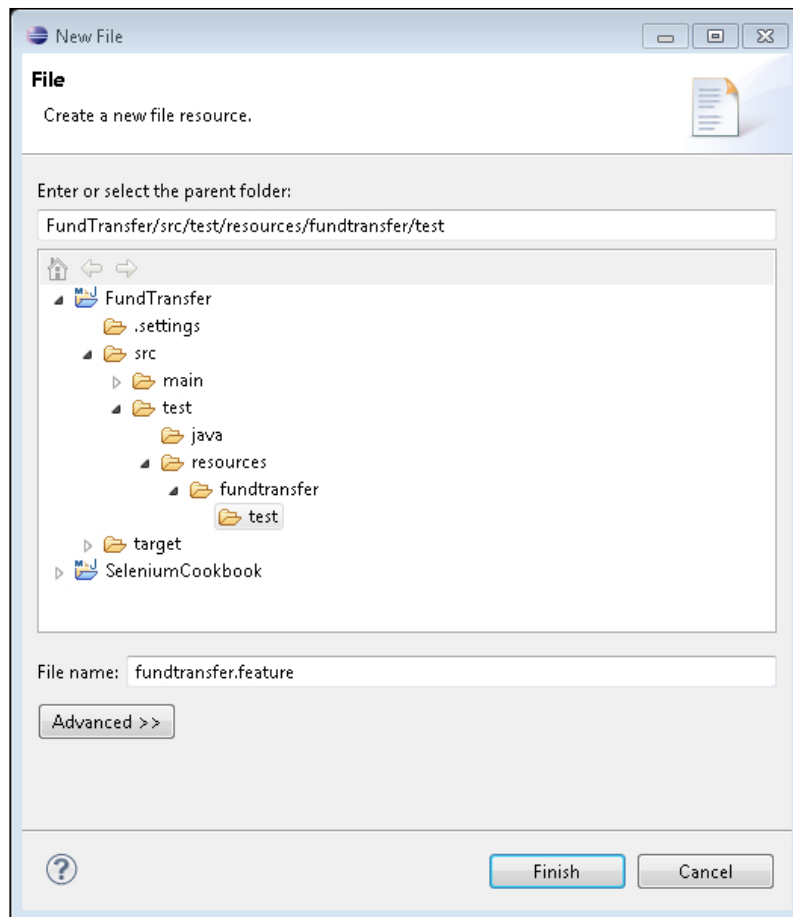 New File
File
Create a new file resource.
Enter or select the parent folder:
FundTransfer/src/test/resources/fundtransfer/test
FundTransfer
.settings
src
main
test
java
resources
fundtransfer
test
target
SeleniumCookbook
File name: fundtransfer.feature
Advanced >>
? Finish Cancel